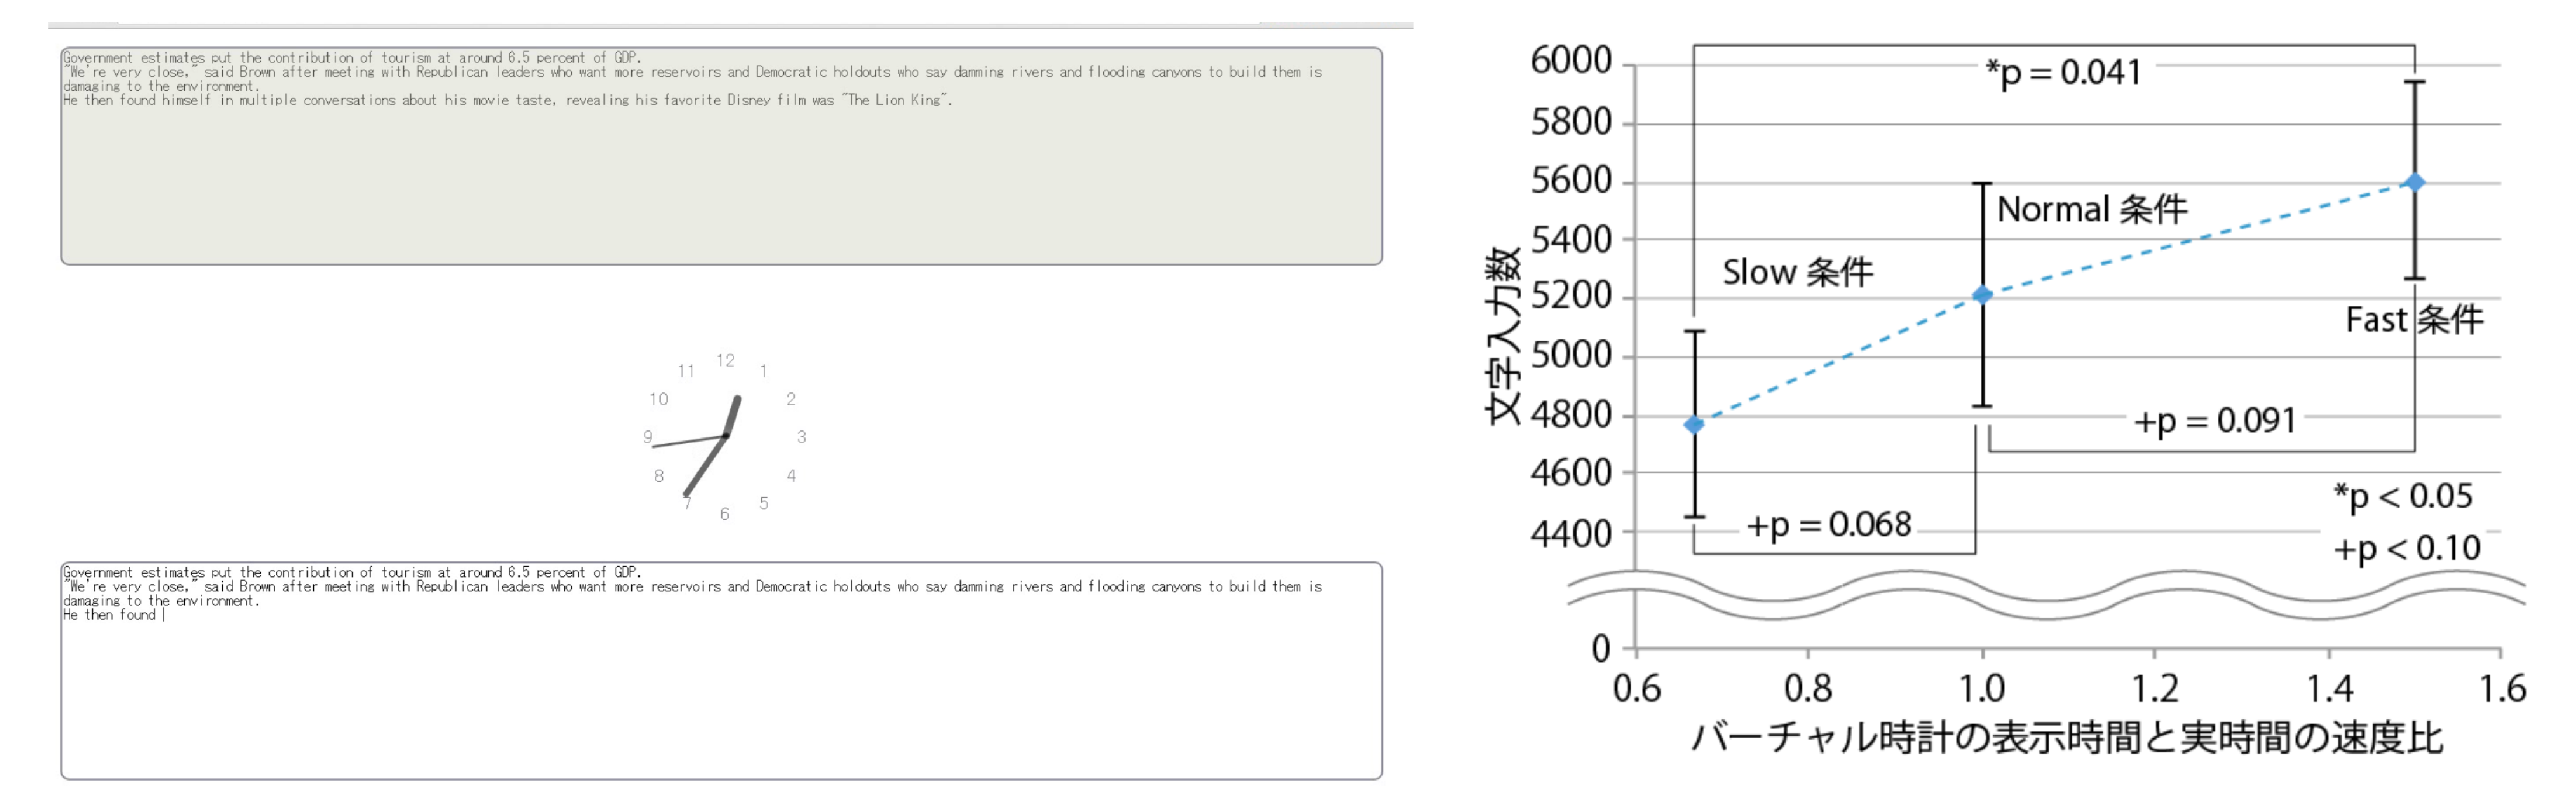 Government estimates put the contribution of tourism at around 6.5 percent of GDP.
"We're very close," said Brown after meeting with Republican leaders who want more reservoirs and Democratic holdouts who say damming rivers and flooding canyons to build them is
damaging to the environment.
He then found himself in multiple conversations about his movie taste, revealing his favorite Disney film was "The Lion King".
12
11
1
10
2
9
3
8
4
7
5
6
Government estimates put the contribution of tourism at around 6.5 percent of GDP.
"We're very close," said Brown after meeting with Republican leaders who want more reservoirs and Democratic holdouts who say damming rivers and flooding canyons to build them is
damaging to the environment.
He then found
文字入力数
6000
5800
5600
5400
5200
5000
4800
4600
4400
0
*p = 0.041
Normal 条件
Slow 条件
Fast 条件
+p = 0.091
+p = 0.068
*p < 0.05
+p < 0.10
0.6
0.8
1.0
1.2
1.4
1.6
バーチャル時計の表示時間と実時間の速度比